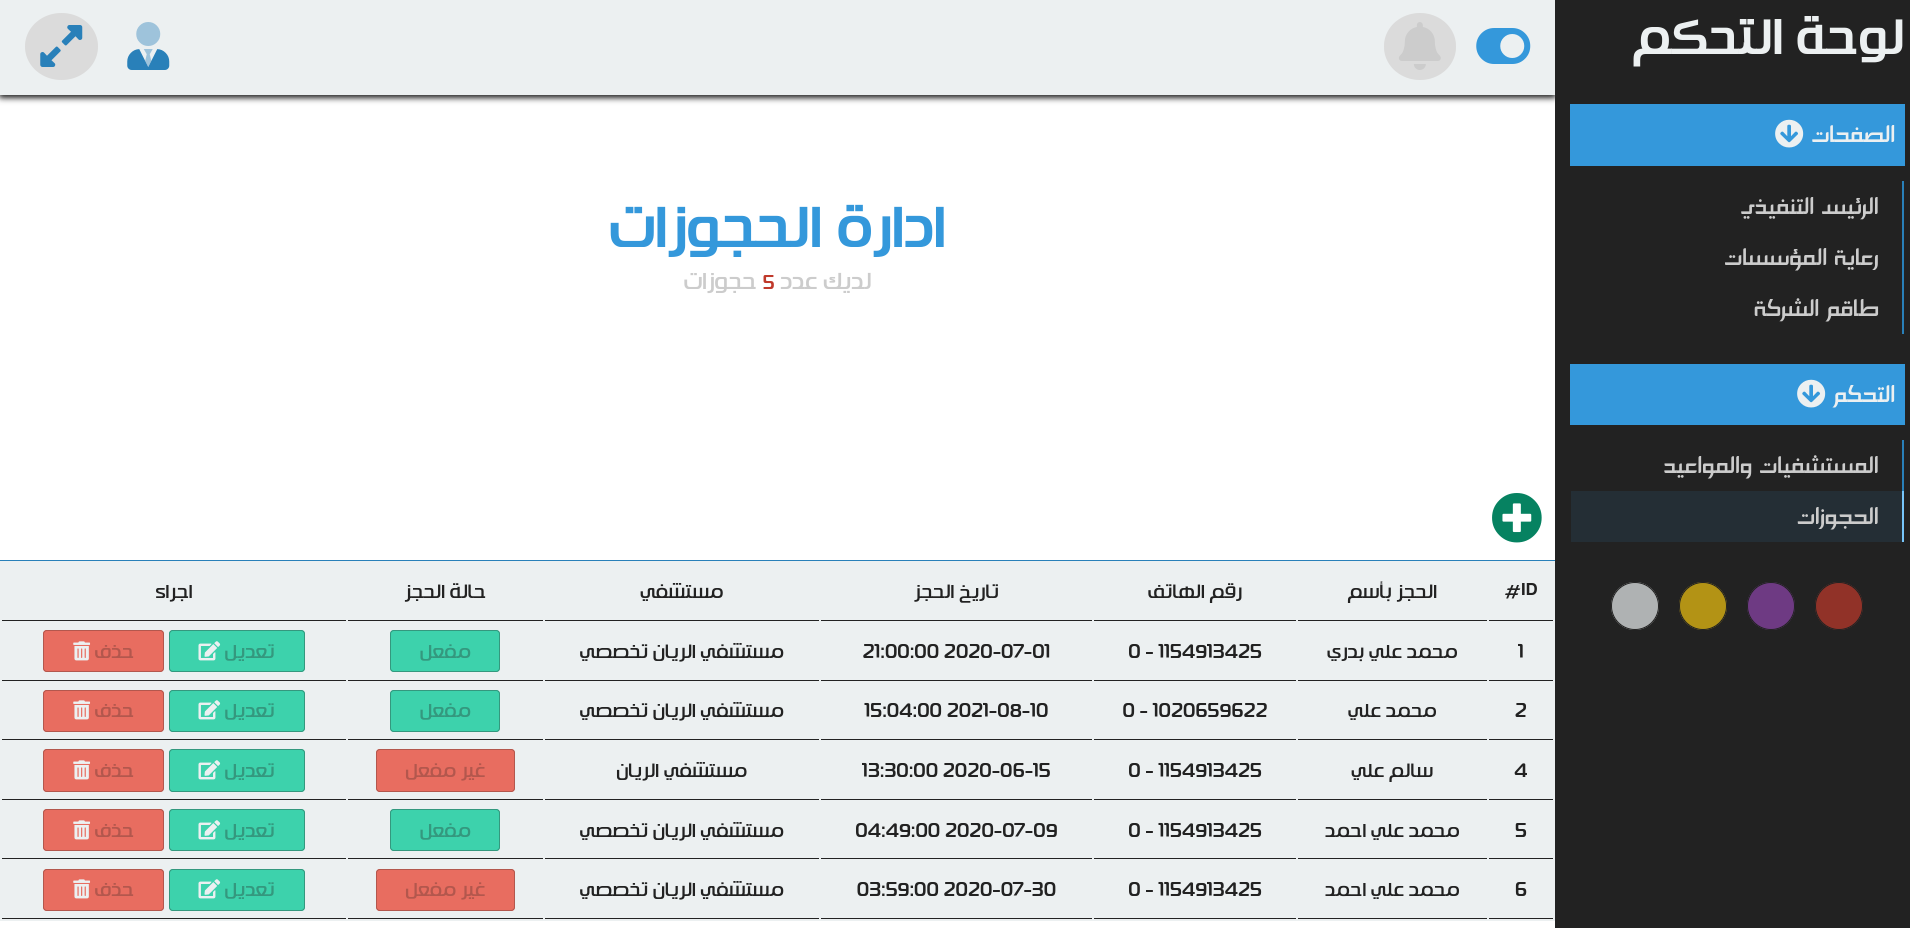 لوحة التحكم
الصفحات
الرئيس التنفيذي
رعاية المؤسسات
طاقم الشركة
التحكم
المستشفيات والمواعيد
الحجوزات
ادارة الحجوزات
لديك عدد 5 حجوزات
#ID الحجز بأسم رقم الهاتف تاريخ الحجز مستشفي حالة الحجز اجراء
1 محمد علي بدري 0 - 1154913425 21:00:00 2020-07-01 مستشفي الريان تخصصي مفعل تعديل حذف
2 محمد علي 0 - 1020659622 15:04:00 2021-08-10 مستشفي الريان تخصصي مفعل تعديل حذف
4 سالم علي 0 - 1154913425 13:30:00 2020-06-15 مستشفي الريان غير مفعل تعديل حذف
5 محمد علي احمد 0 - 1154913425 04:49:00 2020-07-09 مستشفي الريان تخصصي مفعل تعديل حذف
6 محمد علي احمد 0 - 1154913425 03:59:00 2020-07-30 مستشفي الريان تخصصي غير مفعل تعديل حذف